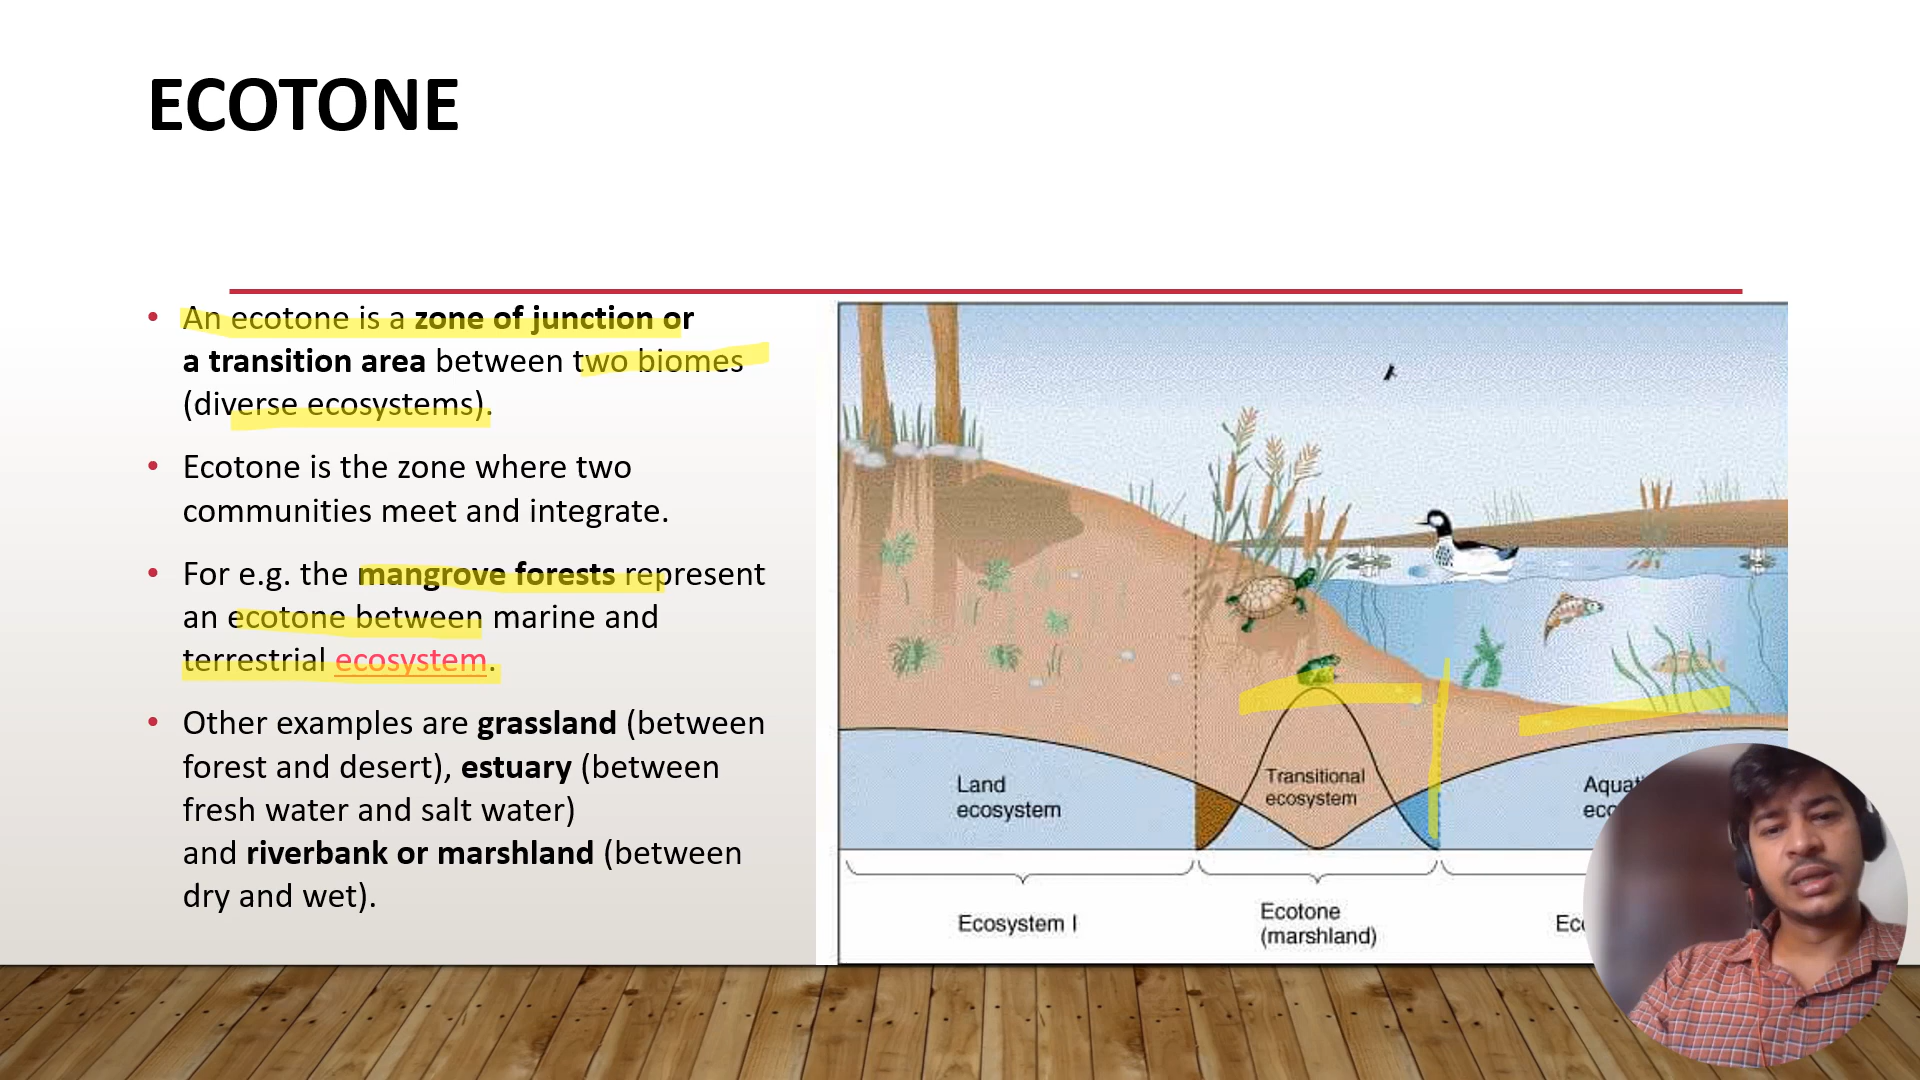 ECOTONE
• An ecotone is a zone of junction or
a transition area between two biomes
(diverse ecosystems).
• Ecotone is the zone where two
communities meet and integrate.
• For e.g. the mangrove forests represent
an ecotone between marine and
terrestrial ecosystem.
• Other examples are grassland (between
forest and desert), estuary (between
fresh water and salt water)
and riverbank or marshland (between
dry and wet).
Land
ecosystem
Transitional
ecosystem
Ecosystem I
Ecotone
(marshland)